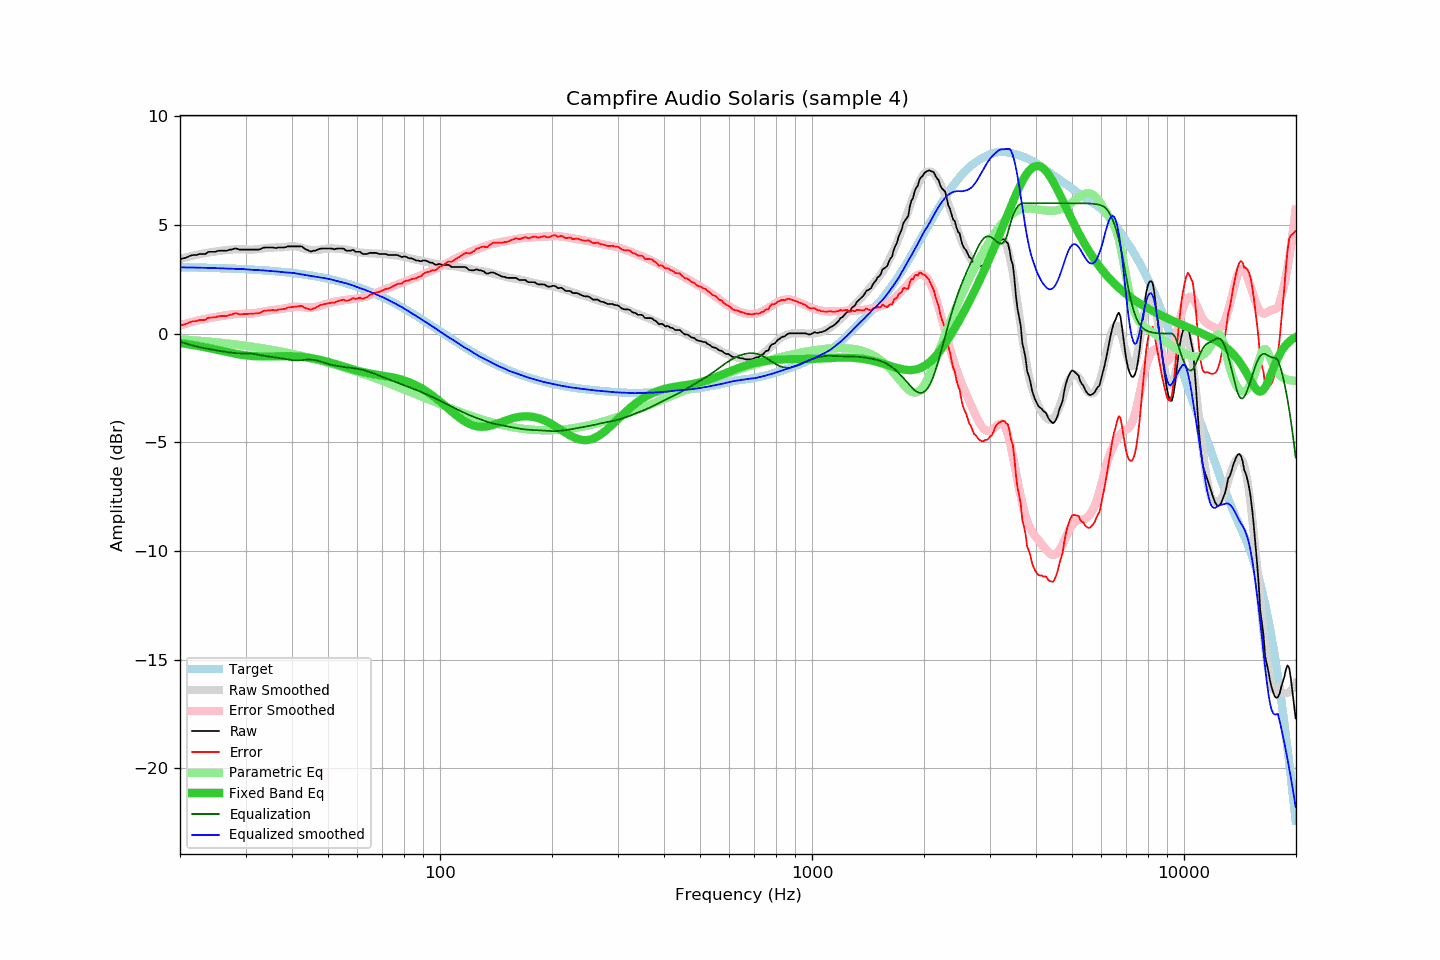 Campfire Audio Solaris (sample 4)
10
5
0
−5
−10
−15
−20
Amplitude (dBr)
Target
Raw Smoothed
Error Smoothed
Raw
Error
Parametric Eq
Fixed Band Eq
Equalization
Equalized smoothed
100
1000
10000
Frequency (Hz)